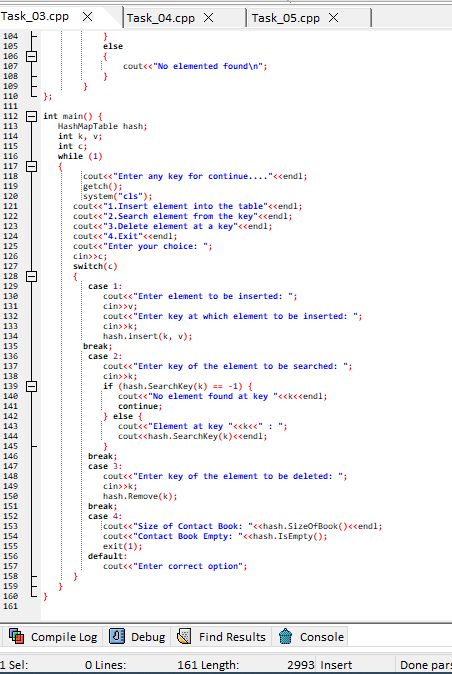 Task_03.cpp Task_04.cpp Task_05.cpp
104 }
105 else
106 {
107 cout<<"No elemented found\n";
108 }
109 }
110 };
111
112 int main() {
113 HashMapTable hash;
114 int k, v;
115 int c;
116 while (1)
117 {
118 cout<<"Enter any key for continue...."<<endl;
119 getch();
120 system("cls");
121 cout<<"1.Insert element into the table"<<endl;
122 cout<<"2.Search element from the key"<<endl;
123 cout<<"3.Delete element at a key"<<endl;
124 cout<<"4.Exit"<<endl;
125 cout<<"Enter your choice: ";
126 cin>>c;
127 switch(c)
128 {
129 case 1:
130 cout<<"Enter element to be inserted: ";
131 cin>>v;
132 cout<<"Enter key at which element to be inserted: ";
133 cin>>k;
134 hash.insert(k, v);
135 break;
136 case 2:
137 cout<<"Enter key of the element to be searched: ";
138 cin>>k;
139 if (hash.SearchKey(k) == -1) {
140 cout<<"No element found at key "<<k<<endl;
141 continue;
142 } else {
143 cout<<"Element at key "<<k<<" : ";
144 cout<<hash.SearchKey(k)<<endl;
145 }
146 break;
147 case 3:
148 cout<<"Enter key of the element to be deleted: ";
149 cin>>k;
150 hash.Remove(k);
151 break;
152 case 4:
153 cout<<"Size of Contact Book: "<<hash.SizeOfBook()<<endl;
154 cout<<"Contact Book Empty: "<<hash.IsEmpty();
155 exit(1);
156 default:
157 cout<<"Enter correct option";
158 }
159 }
160 }
161
Compile Log Debug Find Results Console
1 Sel: 0 Lines: 161 Length: 2993 Insert Done pars